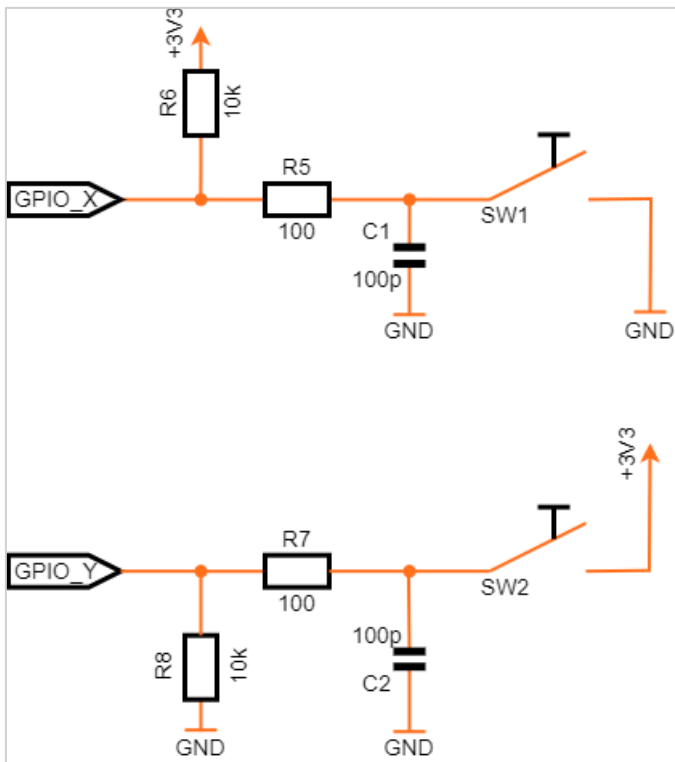 +3V3
R6
10k
GPIO_X
R5
100
C1
100p
GND
SW1
GND
+3V3
GPIO_Y
R7
100
SW2
R8
10k
100p
C2
GND
GND